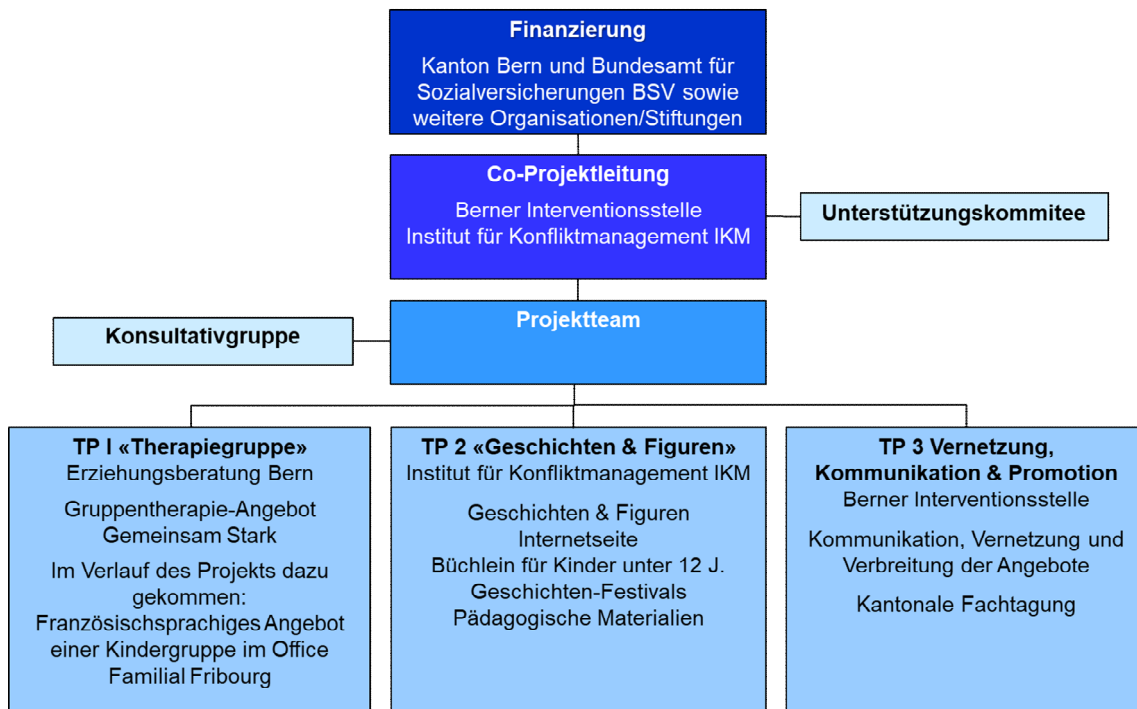 Finanzierung
Kanton Bern und Bundesamt für
Sozialversicherungen BSV sowie
weitere Organisationen/Stiftungen
Co-Projektleitung
Berner Interventionsstelle
Institut für Konfliktmanagement IKM
Unterstützungskommitee
Projektteam
Konsultativgruppe
TP I «Therapiegruppe»
Erziehungsberatung Bern
Gruppentherapie-Angebot
Gemeinsam Stark
Im Verlauf des Projekts dazu
gekommen:
Französischsprachiges Angebot
einer Kindergruppe im Office
Familial Fribourg
TP 2 «Geschichten & Figuren»
Institut für Konfliktmanagement IKM
Geschichten & Figuren
Internetseite
Büchlein für Kinder unter 12 J.
Geschichten-Festivals
Pädagogische Materialien
TP 3 Vernetzung,
Kommunikation & Promotion
Berner Interventionsstelle
Kommunikation, Vernetzung und
Verbreitung der Angebote
Kantonale Fachtagung